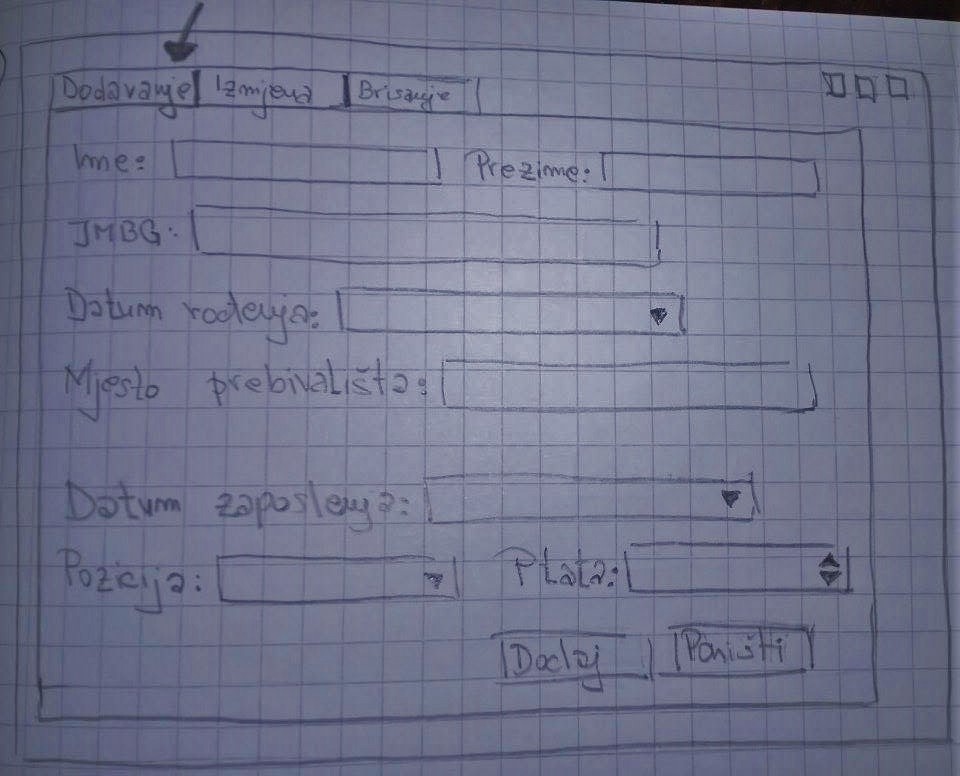 Dodavanje Izmjena Brisanje
Ime: Prezime:
JMBG:
Datum rođenja:
Mjesto prebivališta:
Datum zaposlenja:
Pozicija: Plata:
Dodaj Poništi